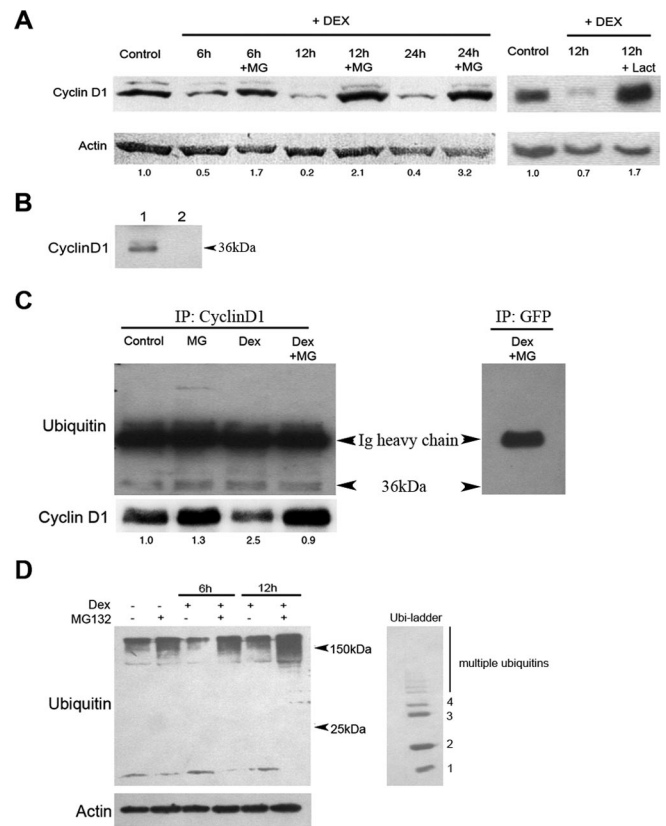 A
+ DEX
+ DEX
Control 6h 6h +MG 12h 12h +MG 24h 24h +MG
Control 12h 12h + Lact
Cyclin D1
Actin
1.0 0.5 1.7 0.2 2.1 0.4 3.2 1.0 0.7 1.7
B
1 2
CyclinD1 36kDa
C
IP: CyclinD1
IP: GFP
Control MG Dex Dex +MG
Dex +MG
Ubiquitin
Ig heavy chain
36kDa
Cyclin D1
1.0 1.3 2.5 0.9
D
6h 12h
Dex - - + + + +
MG132 - + - + - +
Ubi-ladder
150kDa
multiple ubiquitins
Ubiquitin
25kDa
4
3
2
1
Actin